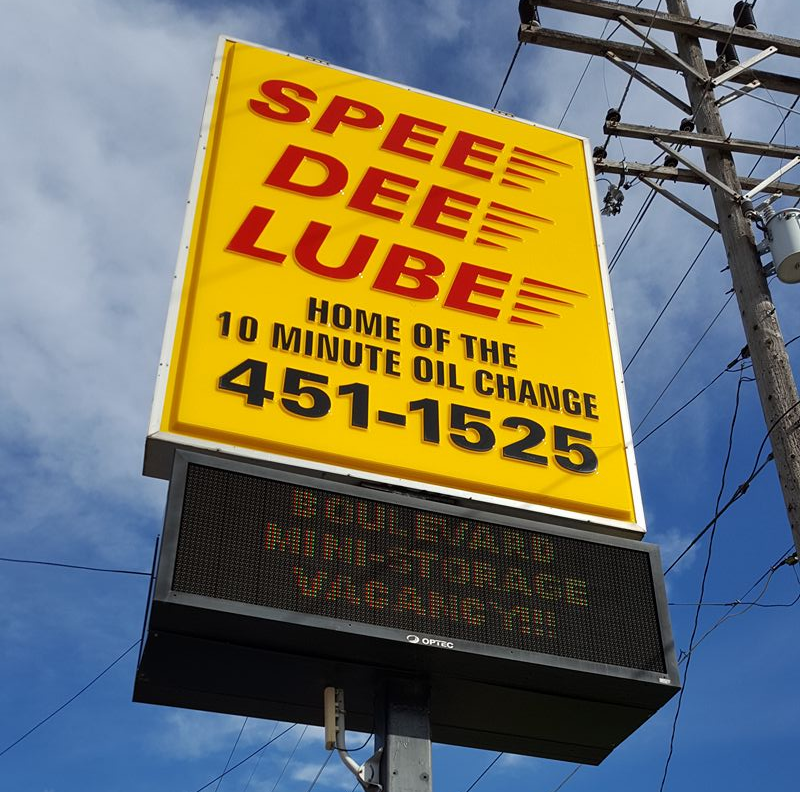 SPEE
DEE
LUBE
HOME OF THE
10 MINUTE OIL CHANGE
451-1525
BOULEVARD
MINI-STORAGE
VACANCY!!!
OPTEC